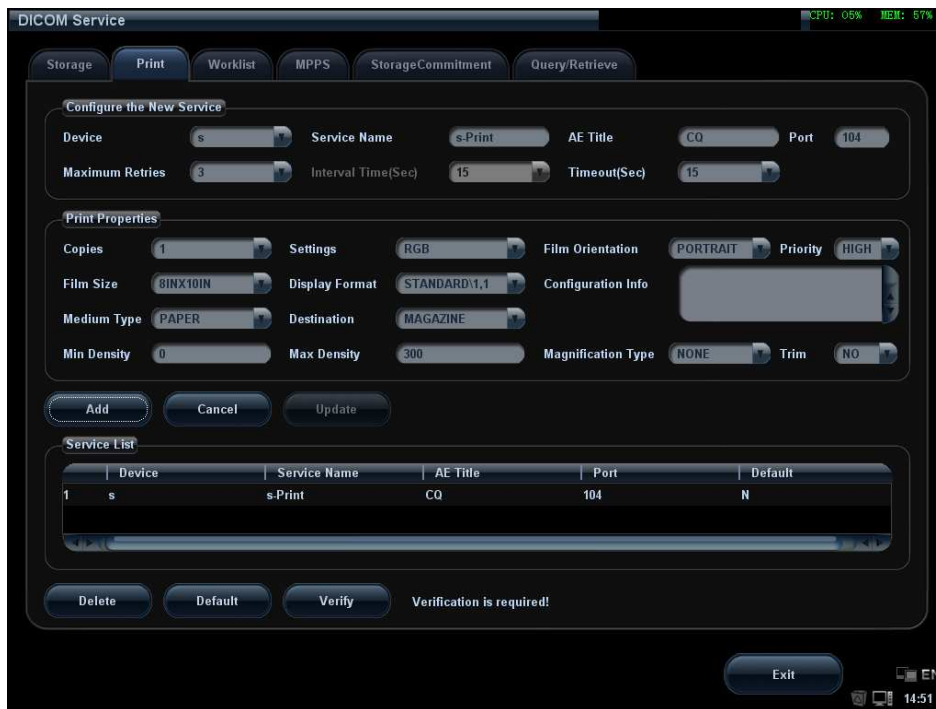 DICOM Service CPU: 05% MEM: 57%
Storage Print Worklist MPPS StorageCommitment Query/Retrieve
Configure the New Service
Device s Service Name s-Print AE Title CQ Port 104
Maximum Retries 3 Interval Time(Sec) 15 Timeout(Sec) 15
Print Properties
Copies 1 Settings RGB Film Orientation PORTRAIT Priority HIGH
Film Size 8INX10IN Display Format STANDARD\1,1 Configuration Info
Medium Type PAPER Destination MAGAZINE
Min Density 0 Max Density 300 Magnification Type NONE Trim NO
Add Cancel Update
Service List
Device Service Name AE Title Port Default
1 s s-Print CQ 104 N
Delete Default Verify Verification is required!
Exit
EN
14:51